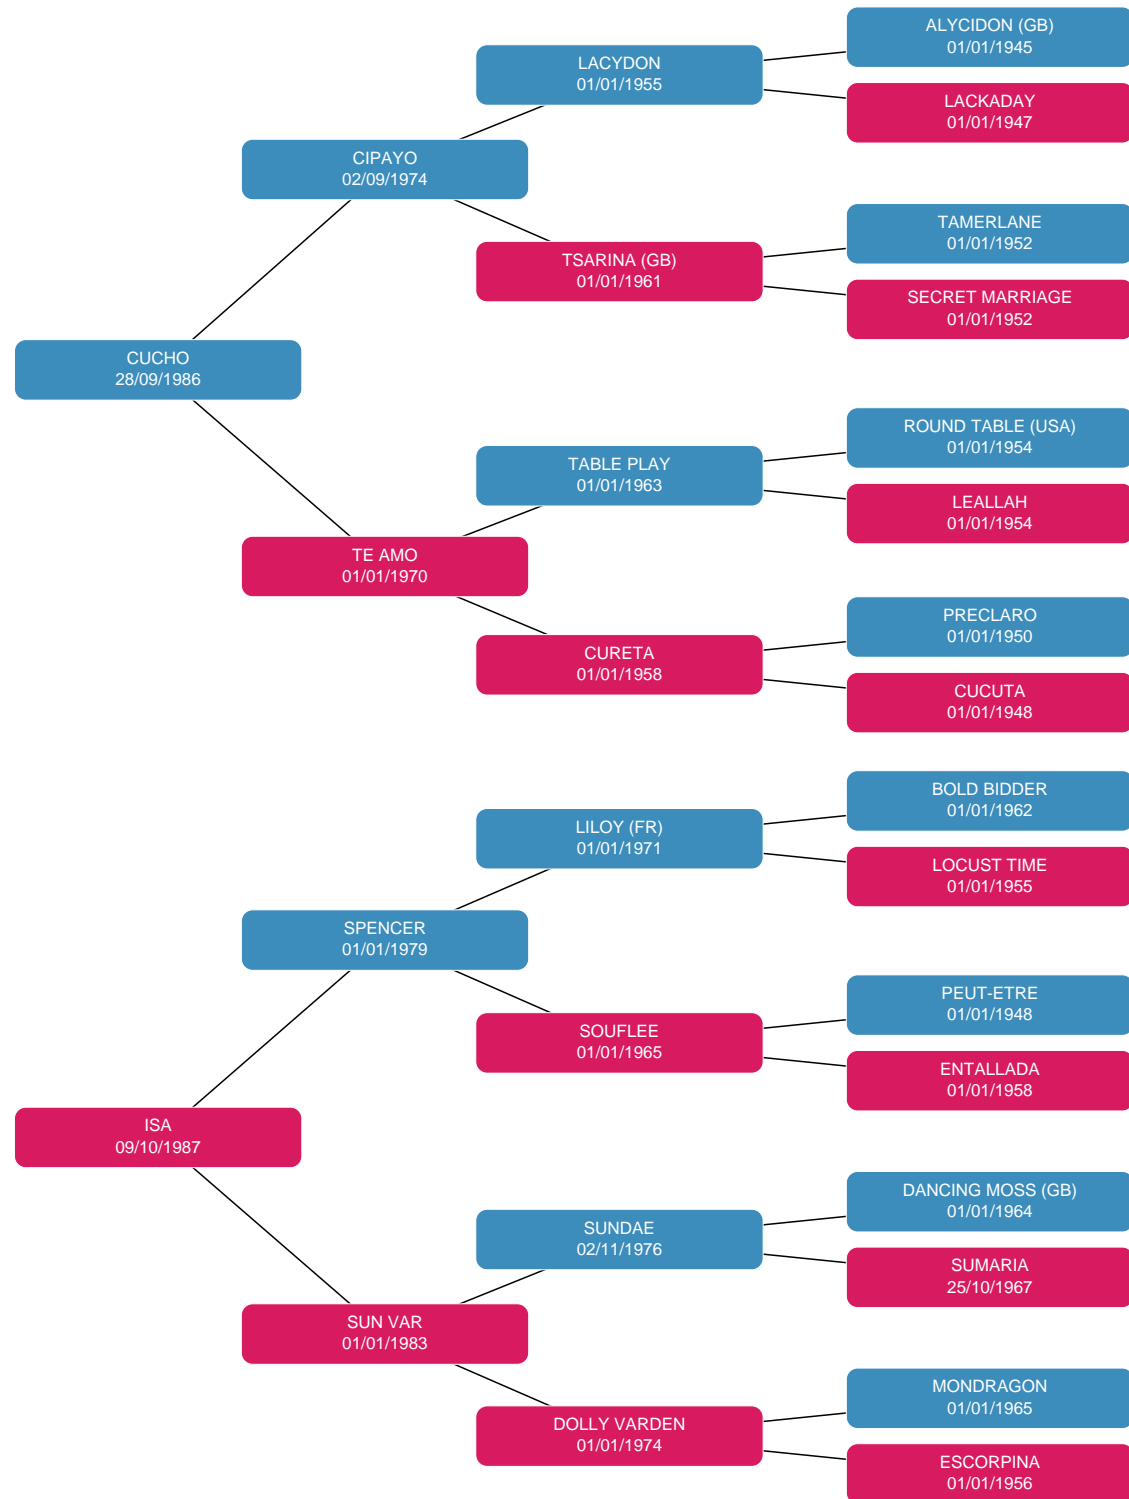 ALYCIDON (GB)
01/01/1945
LACYDON
01/01/1955
LACKADAY
01/01/1947
CIPAYO
02/09/1974
TAMERLANE
01/01/1952
TSARINA (GB)
01/01/1961
SECRET MARRIAGE
01/01/1952
CUCHO
28/09/1986
ROUND TABLE (USA)
01/01/1954
TABLE PLAY
01/01/1963
LEALLAH
01/01/1954
TE AMO
01/01/1970
PRECLARO
01/01/1950
CURETA
01/01/1958
CUCUTA
01/01/1948
BOLD BIDDER
01/01/1962
LILOY (FR)
01/01/1971
LOCUST TIME
01/01/1955
SPENCER
01/01/1979
PEUT-ETRE
01/01/1948
SOUFLEE
01/01/1965
ENTALLADA
01/01/1958
ISA
09/10/1987
DANCING MOSS (GB)
01/01/1964
SUNDAE
02/11/1976
SUMARIA
25/10/1967
SUN VAR
01/01/1983
MONDRAGON
01/01/1965
DOLLY VARDEN
01/01/1974
ESCORPINA
01/01/1956